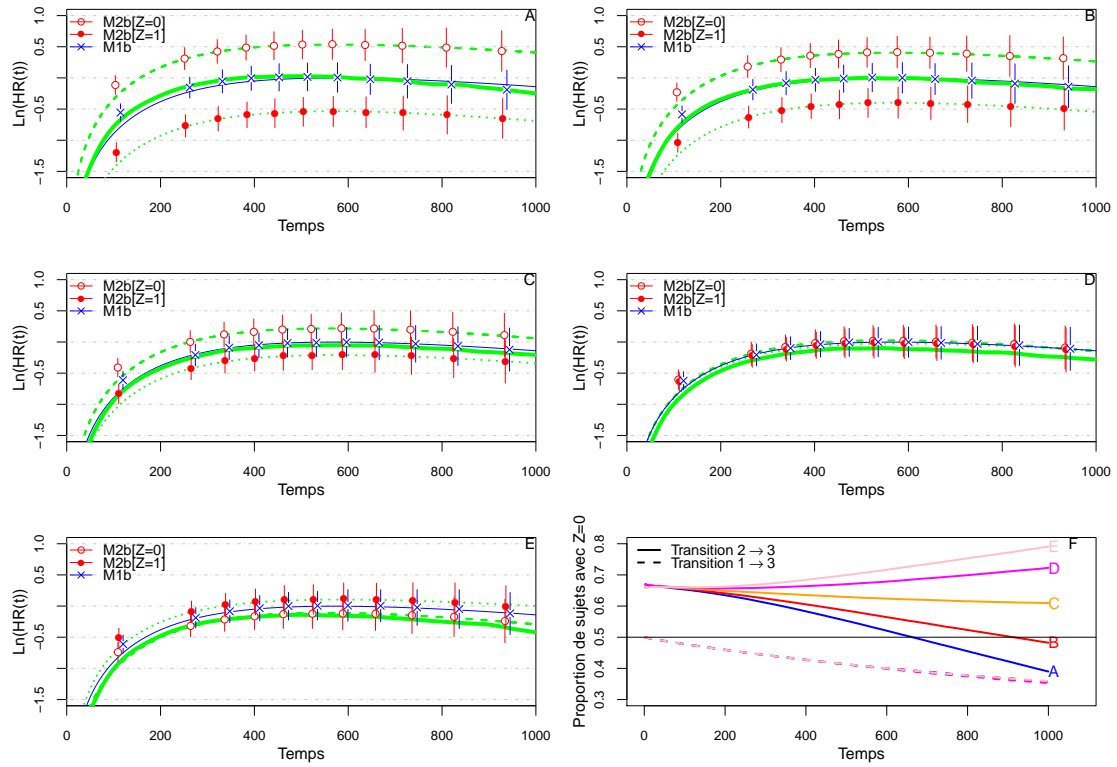 A
M2b[Z=0]
M2b[Z=1]
M1b
Ln(HR(t))
1.0
0.5
−0.5
−1.5
0 200 400 600 800 1000
Temps
B
M2b[Z=0]
M2b[Z=1]
M1b
Ln(HR(t))
1.0
0.5
−0.5
−1.5
0 200 400 600 800 1000
Temps
C
M2b[Z=0]
M2b[Z=1]
M1b
Ln(HR(t))
1.0
0.5
−0.5
−1.5
0 200 400 600 800 1000
Temps
D
M2b[Z=0]
M2b[Z=1]
M1b
Ln(HR(t))
1.0
0.5
−0.5
−1.5
0 200 400 600 800 1000
Temps
E
M2b[Z=0]
M2b[Z=1]
M1b
Ln(HR(t))
1.0
0.5
−0.5
−1.5
0 200 400 600 800 1000
Temps
F
Transition 2 → 3
Transition 1 → 3
E
D
C
B
A
Proportion de sujets avec Z=0
0.8
0.7
0.6
0.5
0.4
0.3
0 200 400 600 800 1000
Temps